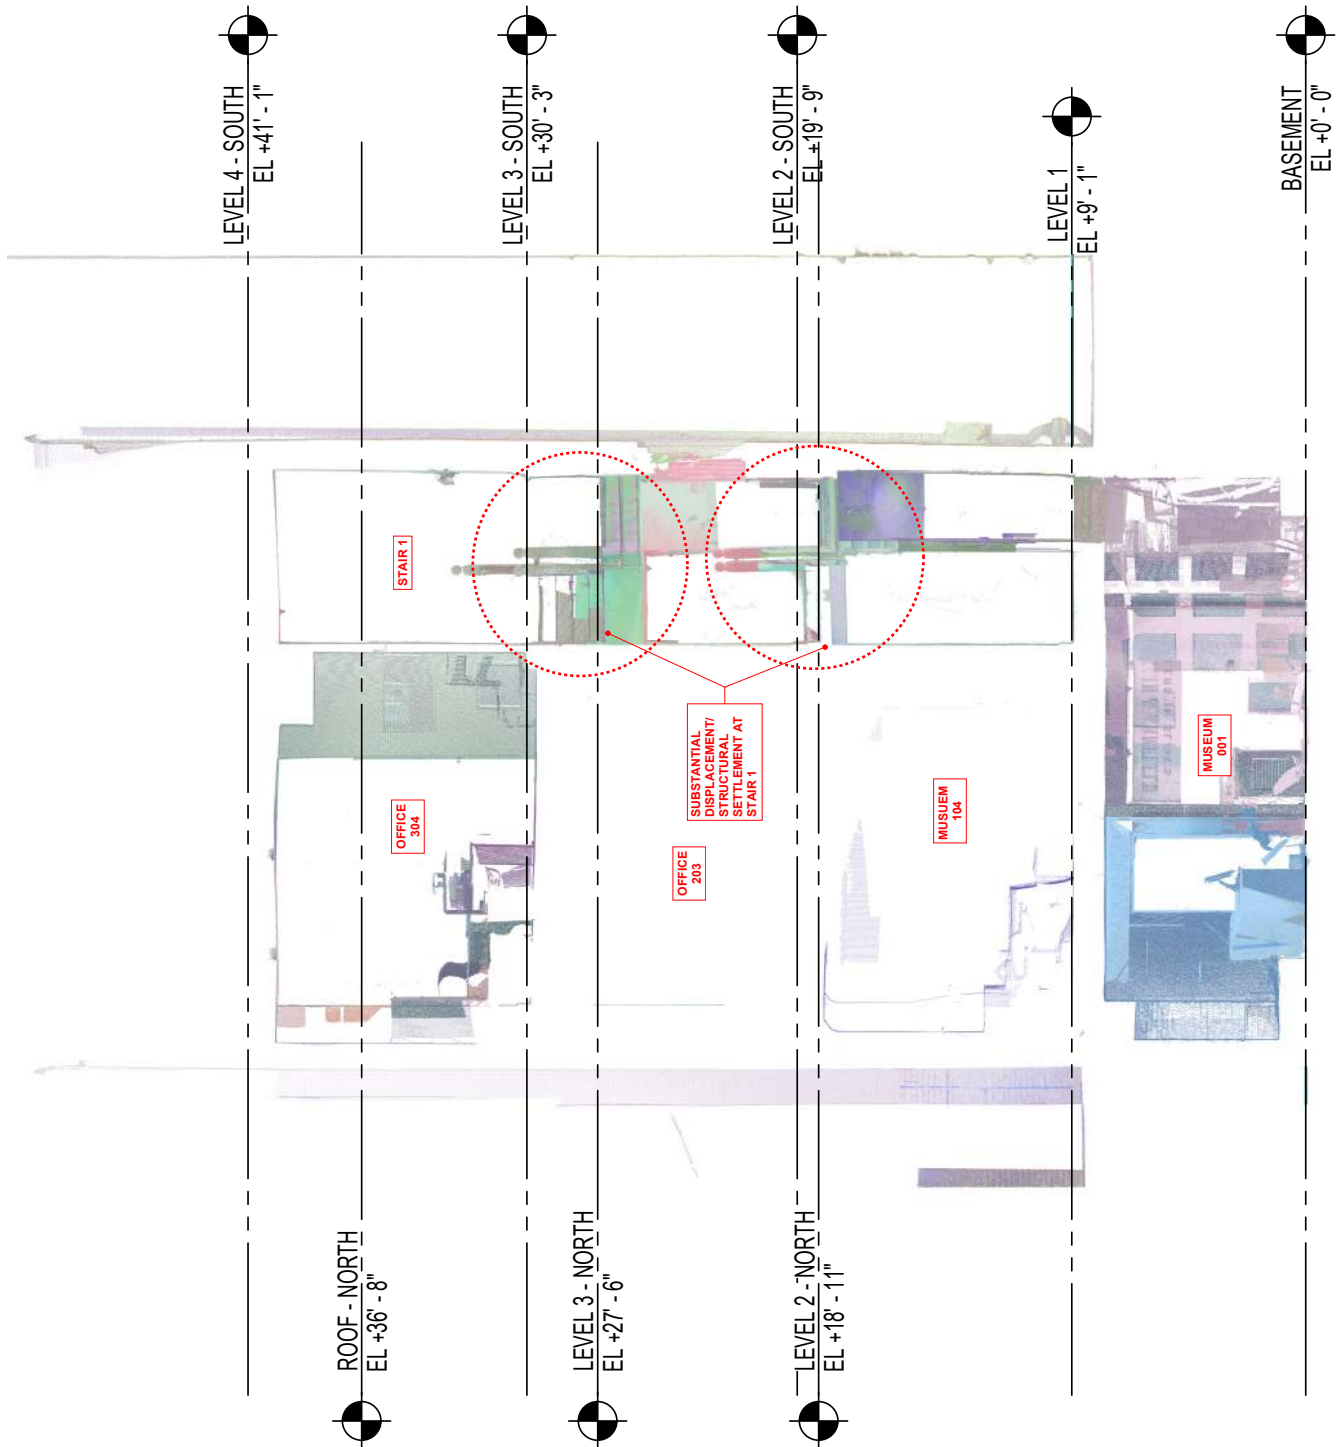 LEVEL 4 - SOUTH
EL +41' - 1"
LEVEL 3 - SOUTH
EL +30' - 3"
LEVEL 2 - SOUTH
EL +19' - 9"
LEVEL 1
EL +9' - 1"
BASEMENT
EL +0' - 0"
STAIR 1
OFFICE
304
SUBSTANTIAL
DISPLACEMENT/
STRUCTURAL
SETTLEMENT AT
STAIR 1
OFFICE
203
MUSUEM
104
MUSEUM
001
ROOF - NORTH
EL +36' - 8"
LEVEL 3 - NORTH
EL +27' - 6"
LEVEL 2 - NORTH
EL +18' - 11"